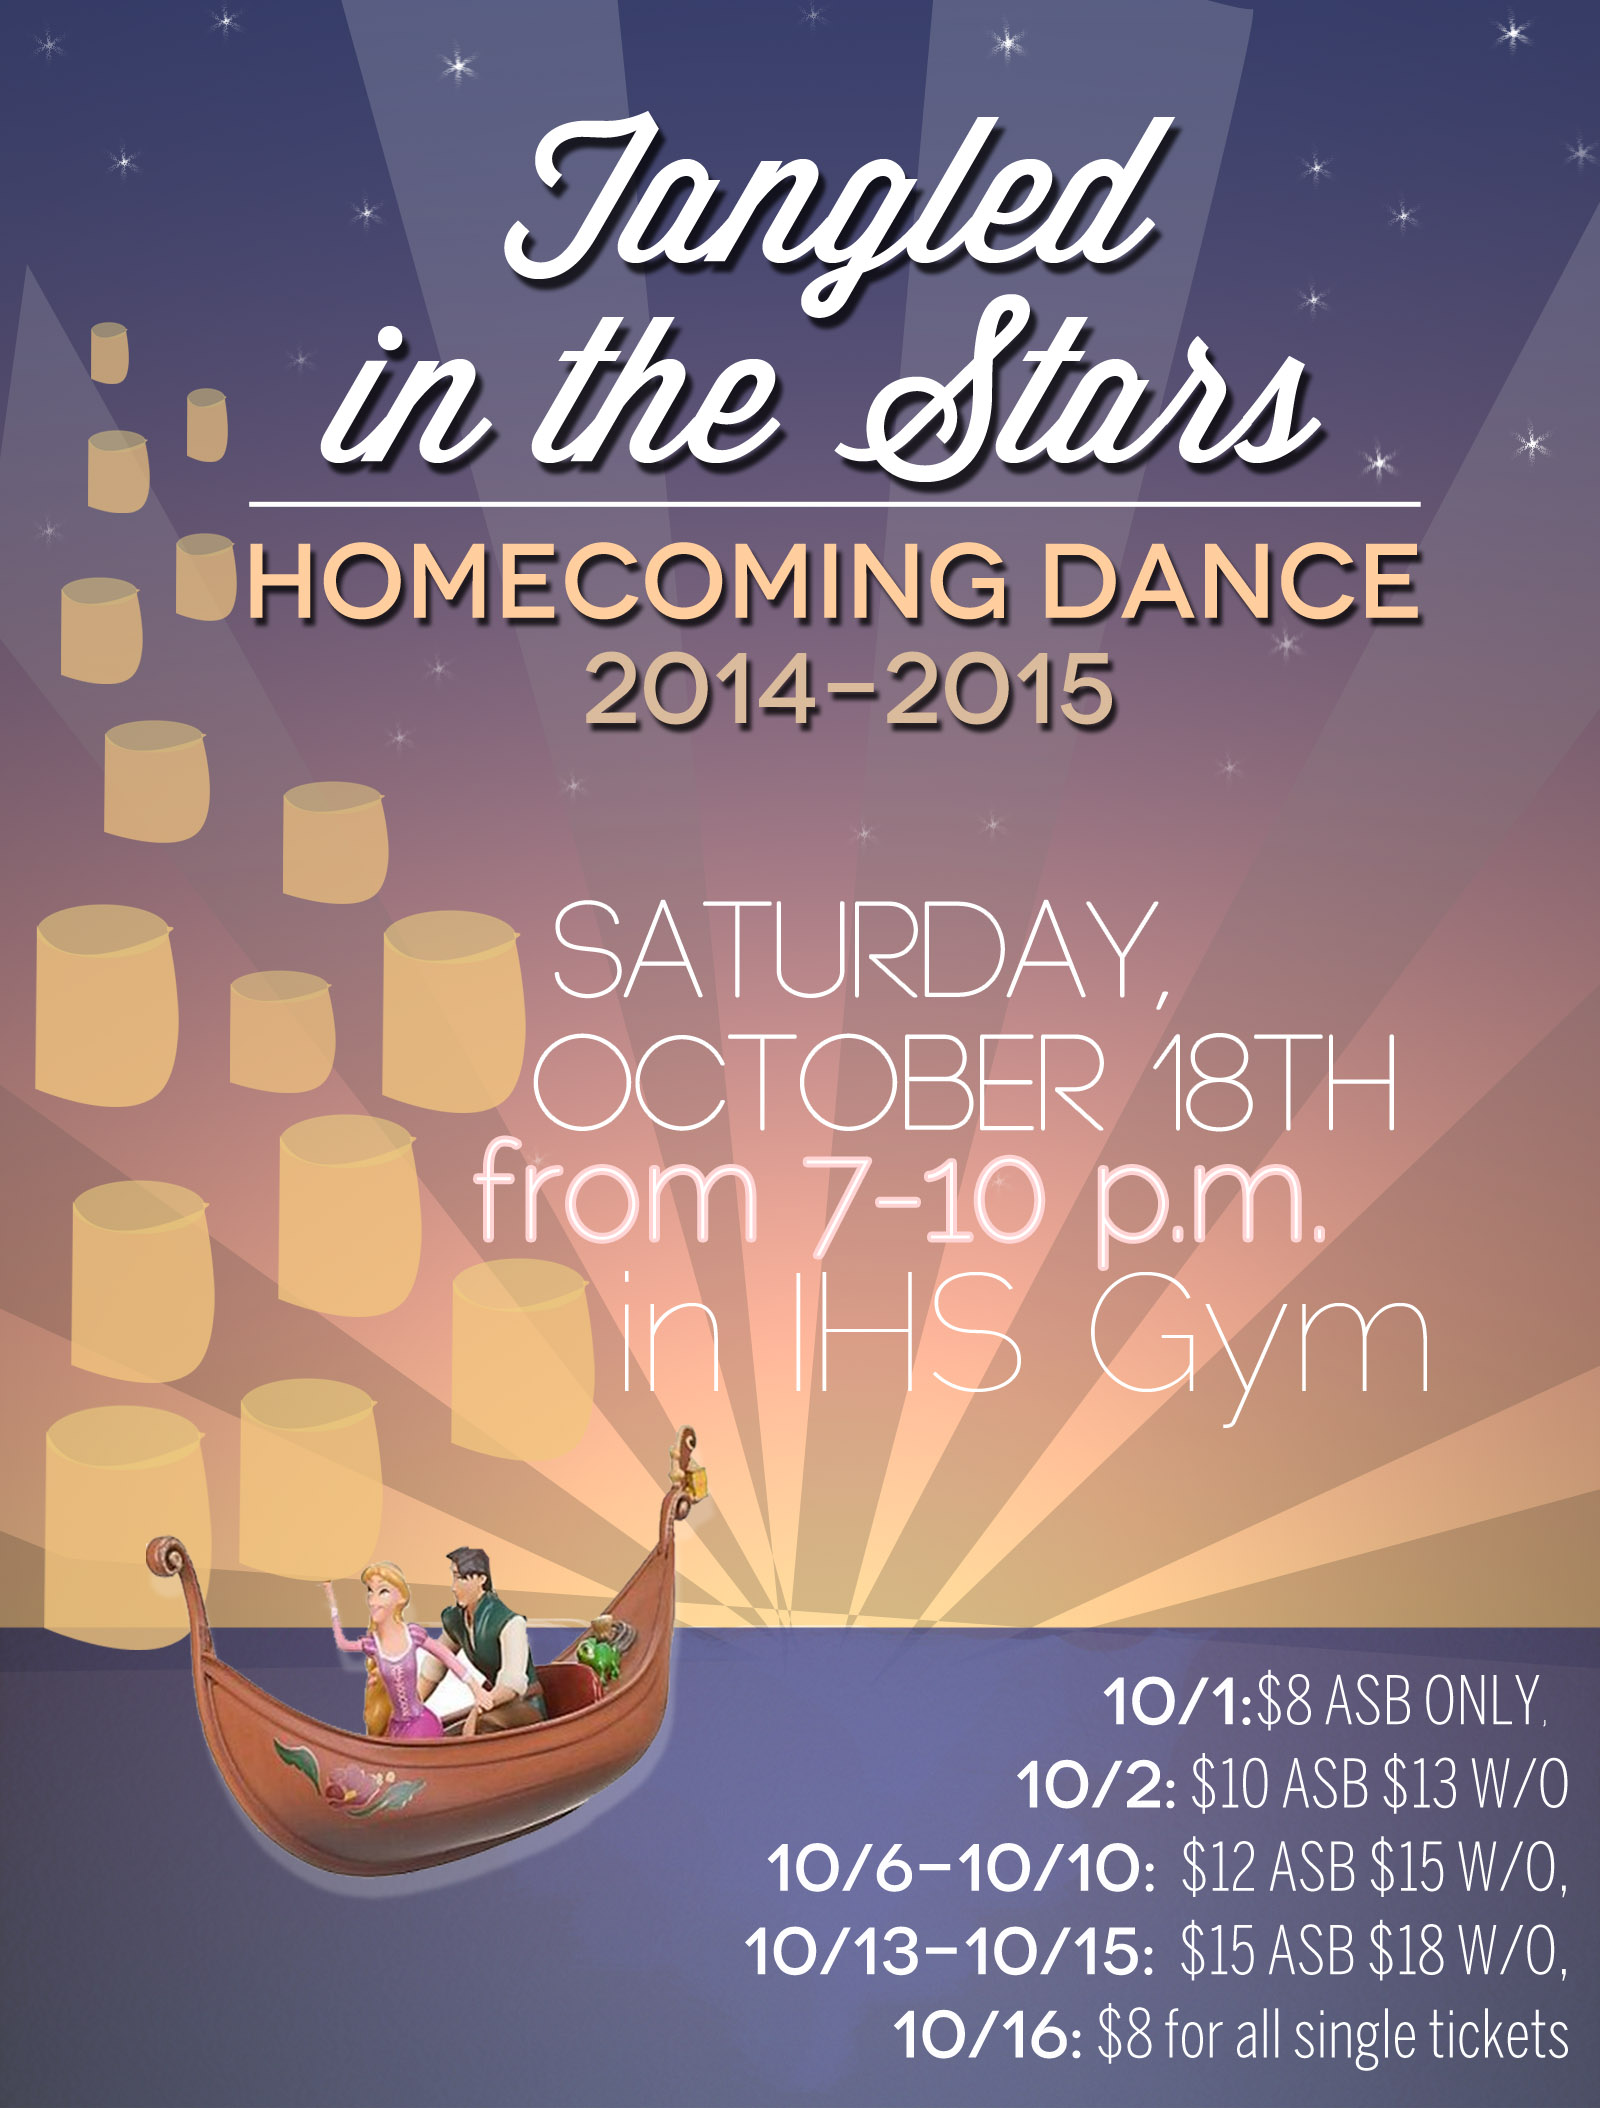 Tangled
in the Stars
HOMECOMING DANCE
2014-2015
SATURDAY,
OCTOBER 18TH
from 7-10 p.m.
in IHS Gym
10/1:$8 ASB ONLY,
10/2: $10 ASB $13 W/O
10/6-10/10: $12 ASB $15 W/O,
10/13-10/15: $15 ASB $18 W/O,
10/16: $8 for all single tickets